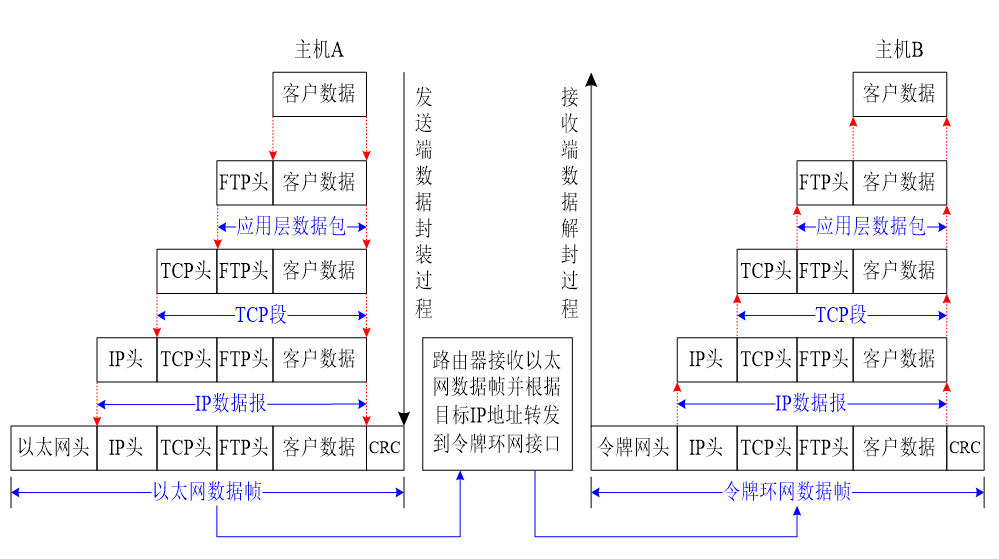 主机A
客户数据
FTP头 客户数据
应用层数据包
TCP头 FTP头 客户数据
TCP段
IP头 TCP头 FTP头 客户数据
IP数据报
以太网头 IP头 TCP头 FTP头 客户数据 CRC
以太网数据帧
发送端数据封装过程
路由器接收以太
网数据帧并根据
目标IP地址转发
到令牌环网接口
接收端数据解封过程
主机B
客户数据
FTP头 客户数据
应用层数据包
TCP头 FTP头 客户数据
TCP段
IP头 TCP头 FTP头 客户数据
IP数据报
令牌网头 IP头 TCP头 FTP头 客户数据 CRC
令牌环网数据帧